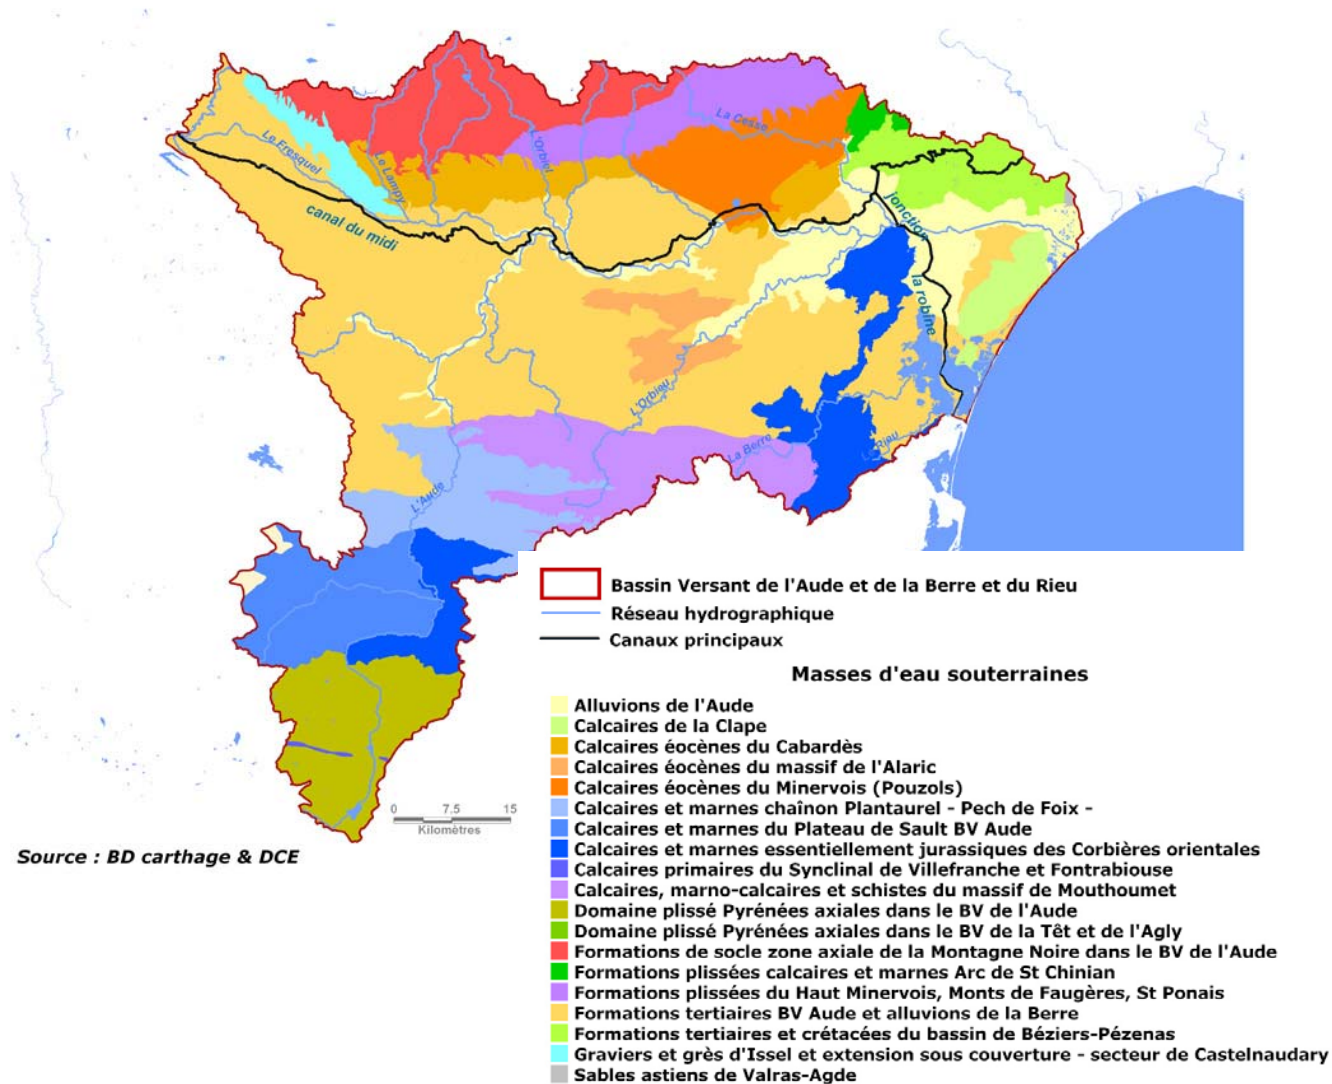 La Cesse
L'Orbiel
Le Fresquel
Le Lampy
canal du midi
jonction
la robine
L'Orbieu
La Berre
Rieu
L'Aude
Bassin Versant de l'Aude et de la Berre et du Rieu
Réseau hydrographique
Canaux principaux
Masses d'eau souterraines
Alluvions de l'Aude
Calcaires de la Clape
Calcaires éocènes du Cabardès
Calcaires éocènes du massif de l'Alaric
Calcaires éocènes du Minervois (Pouzols)
Calcaires et marnes chaînon Plantaurel - Pech de Foix -
Calcaires et marnes du Plateau de Sault BV Aude
Calcaires et marnes essentiellement jurassiques des Corbières orientales
Calcaires primaires du Synclinal de Villefranche et Fontrabiouse
Calcaires, marno-calcaires et schistes du massif de Mouthoumet
Domaine plissé Pyrénées axiales dans le BV de l'Aude
Domaine plissé Pyrénées axiales dans le BV de la Têt et de l'Agly
Formations de socle zone axiale de la Montagne Noire dans le BV de l'Aude
Formations plissées calcaires et marnes Arc de St Chinian
Formations plissées du Haut Minervois, Monts de Faugères, St Ponais
Formations tertiaires BV Aude et alluvions de la Berre
Formations tertiaires et crétacées du bassin de Béziers-Pézenas
Graviers et grès d'Issel et extension sous couverture - secteur de Castelnaudary
Sables astiens de Valras-Agde
0 7.5 15
Kilomètres
Source : BD carthage & DCE